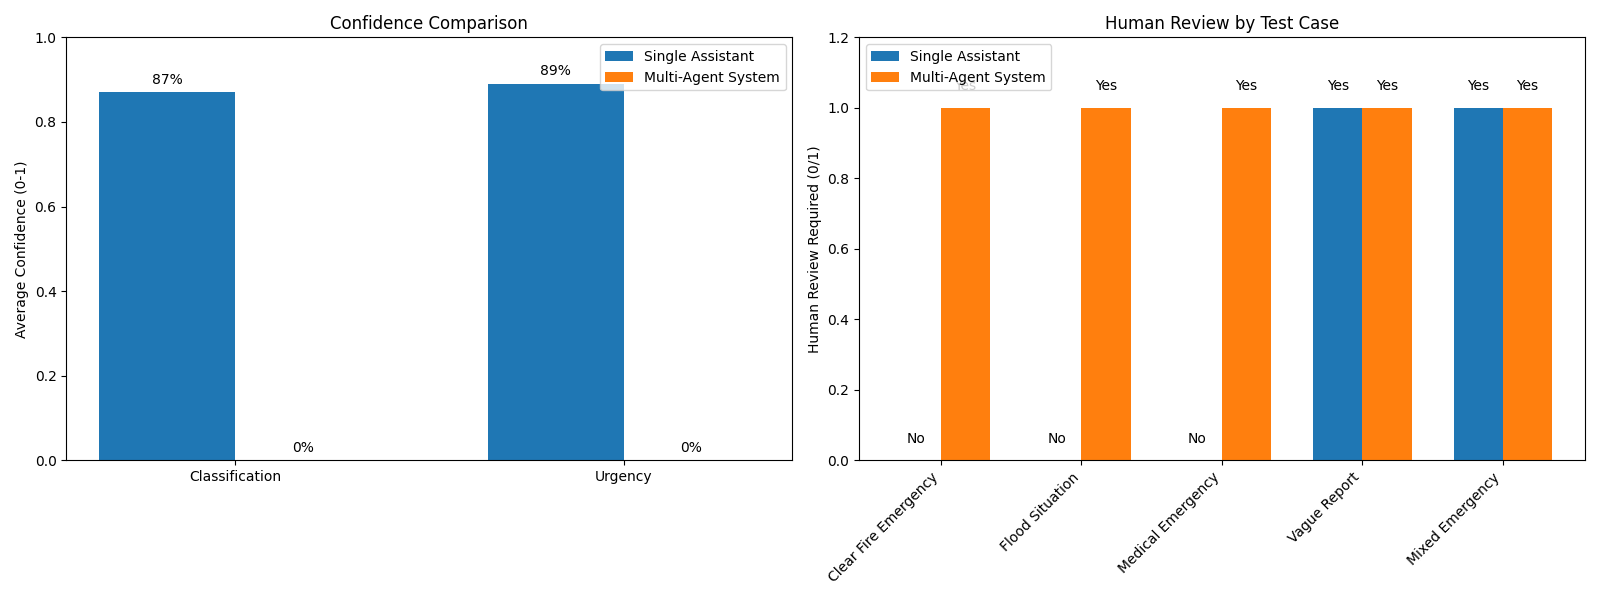 Confidence Comparison
Average Confidence (0-1)
1.0
0.8
0.6
0.4
0.2
0.0
Single Assistant
Multi-Agent System
87%
0%
89%
0%
Classification
Urgency
Human Review by Test Case
Human Review Required (0/1)
1.2
1.0
0.8
0.6
0.4
0.2
0.0
Single Assistant
Multi-Agent System
No
Yes
No
Yes
No
Yes
Yes
Yes
Yes
Yes
Clear Fire Emergency
Flood Situation
Medical Emergency
Vague Report
Mixed Emergency